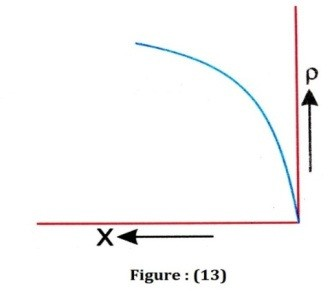 ρ
X
Figure : (13)